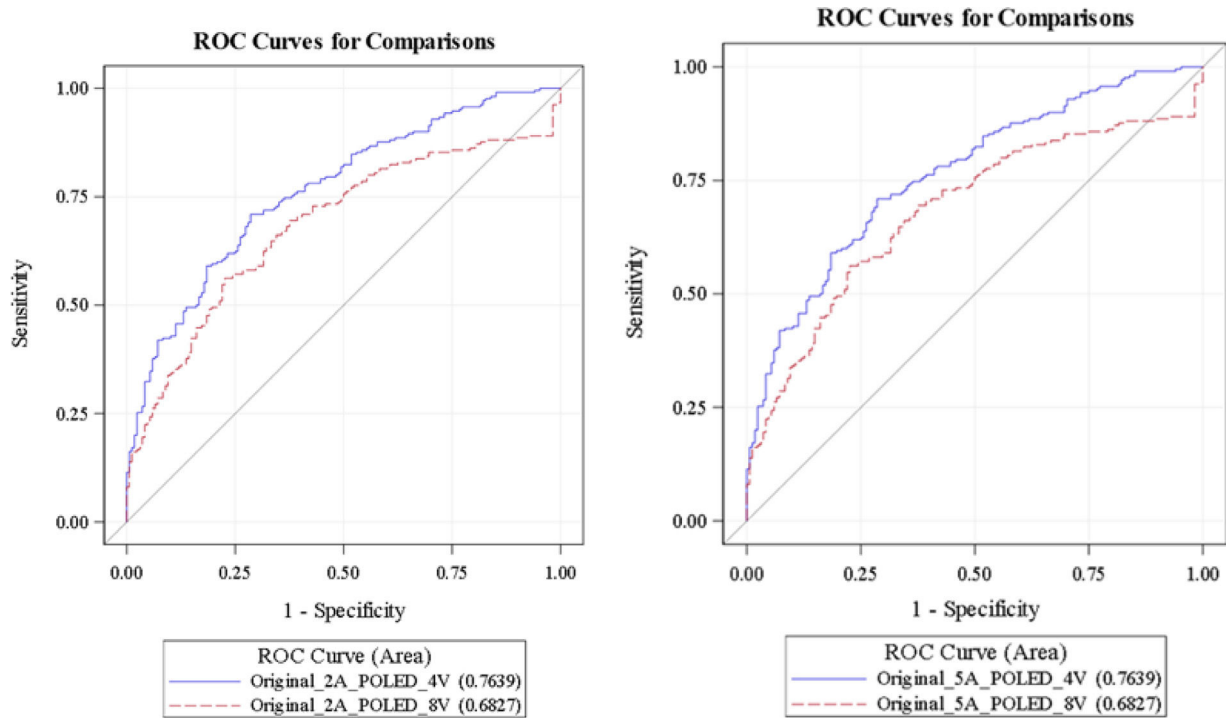 ROC Curves for Comparisons
1.00
0.75
0.50
0.25
0.00
Sensitivity
0.00 0.25 0.50 0.75 1.00
1 - Specificity
ROC Curve (Area)
Original_2A_POLED_4V (0.7639)
Original_2A_POLED_8V (0.6827)
ROC Curves for Comparisons
1.00
0.75
0.50
0.25
0.00
Sensitivity
0.00 0.25 0.50 0.75 1.00
1 - Specificity
ROC Curve (Area)
Original_5A_POLED_4V (0.7639)
Original_5A_POLED_8V (0.6827)